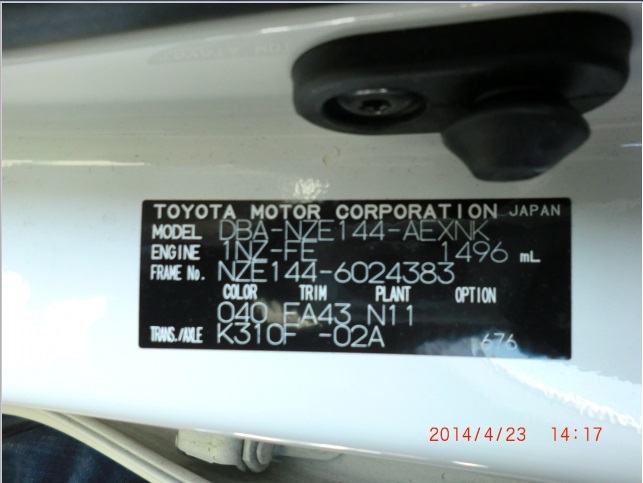 TOYOTA MOTOR CORPORATION JAPAN
MODEL DBA-NZE144-AEXNK
ENGINE 1NZ-FE 1496 mL
FRAME No. NZE144-6024383
COLOR TRIM PLANT OPTION
040 FA43 N11
TRANS./AXLE K310F -02A 676
2014/4/23 14:17